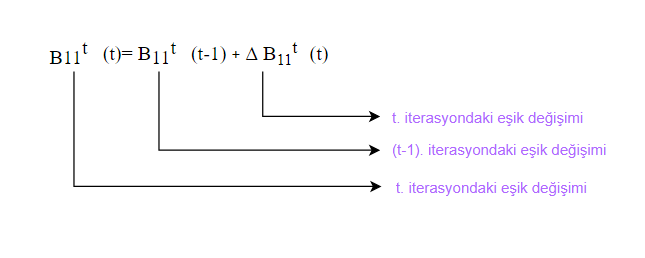 B11ᵗ (t)= B₁₁ᵗ (t-1) + Δ B₁₁ᵗ (t)
t. iterasyondaki eşik değişimi
(t-1). iterasyondaki eşik değişimi
t. iterasyondaki eşik değişimi